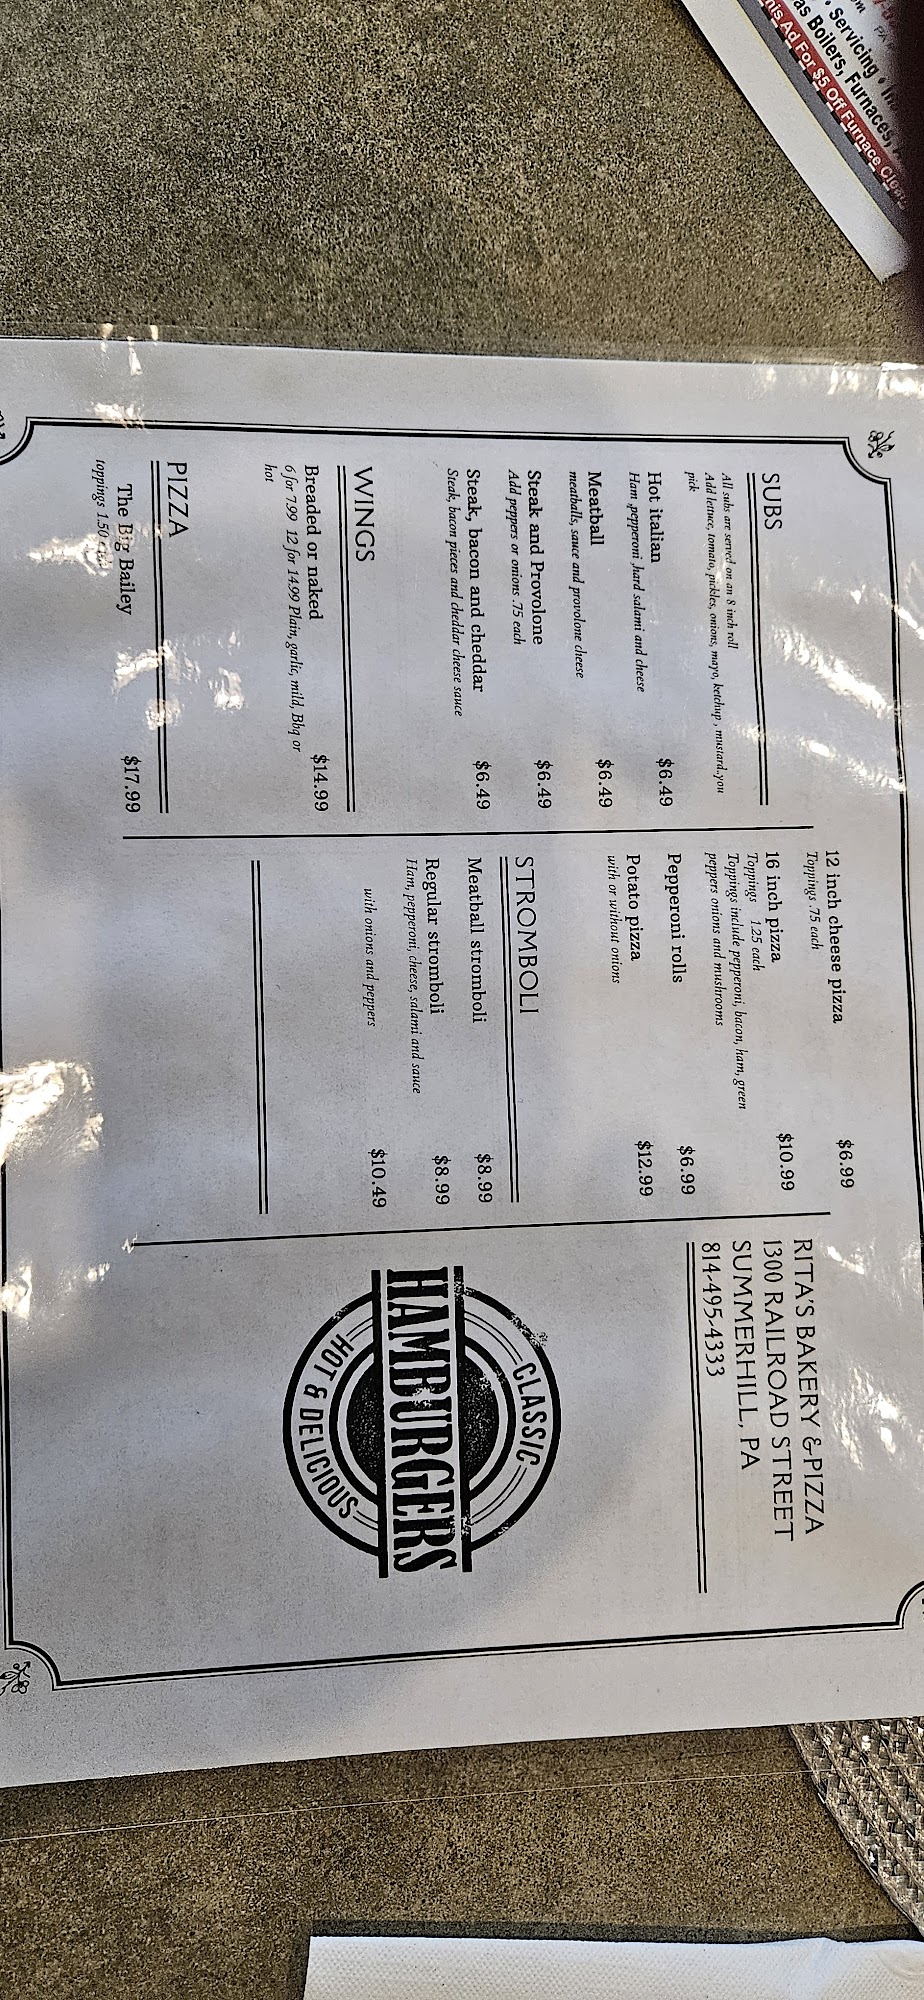 SUBS
All subs are served on an 8 inch roll
Add lettuce, tomato, pickles, onions, mayo, ketchup , mustard.you
pick
Hot italian $6.49
Ham pepperoni ,hard salami and cheese
Meatball $6.49
meatballs, sauce and provolone cheese
Steak and Provolone $6.49
Add peppers or onions .75 each
Steak, bacon and cheddar $6.49
Steak, bacon pieces and cheddar cheese sauce
WINGS
Breaded or naked $14.99
6 for 7.99 12 for 14.99 Plain, garlic, mild, Bbq or
hot
PIZZA
The Big Bailey $17.99
toppings 1.50
12 inch cheese pizza $6.99
Toppings .75 each
16 inch pizza $10.99
Toppings 1.25 each
Toppings include pepperoni, bacon, ham, green
peppers onions and mushrooms
Pepperoni rolls $6.99
Potato pizza $12.99
with or without onions
STROMBOLI
Meatball stromboli $8.99
Regular stromboli $8.99
Ham, pepperoni, cheese, salami and sauce
with onions and peppers $10.49
RITA'S BAKERY & PIZZA
1300 RAILROAD STREET
SUMMERHILL, PA
814-495-4333
CLASSIC
HAMBURGERS
HOT & DELICIOUS
• Servicing •
Boilers, Furnaces,
Ad For $5 Off Furnace